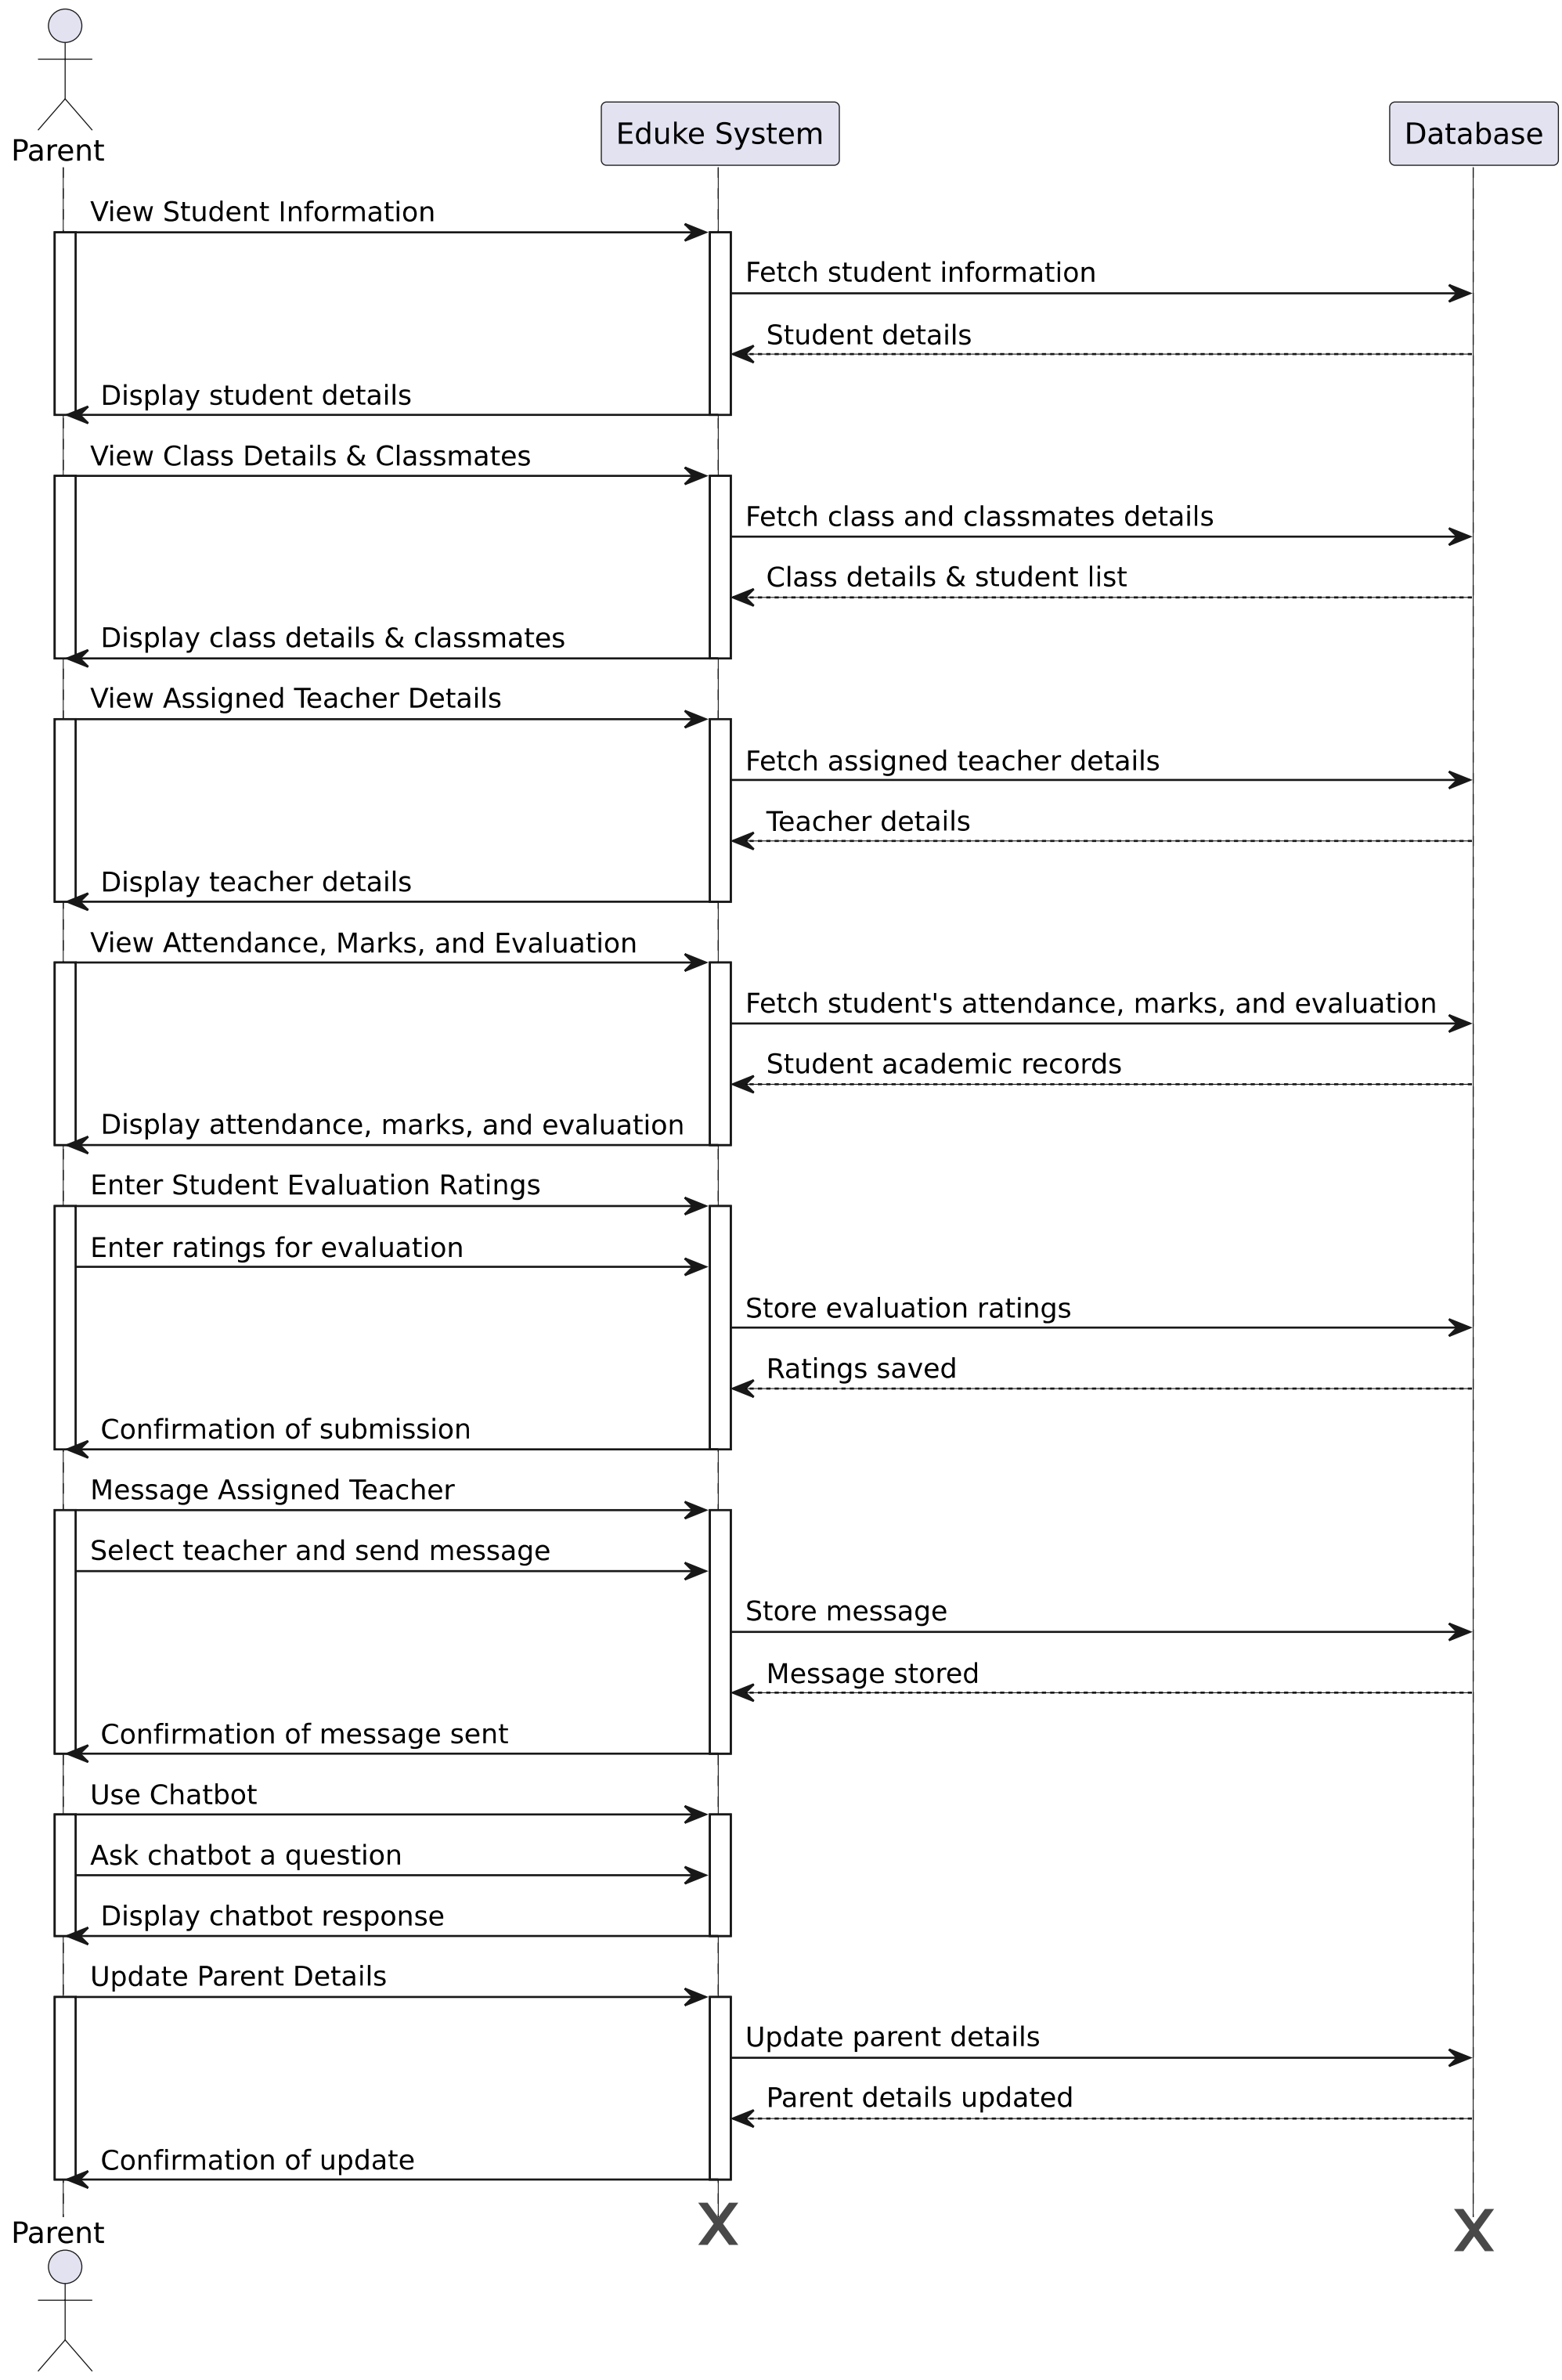 Parent
Eduke System
Database
View Student Information
Fetch student information
Student details
Display student details
View Class Details & Classmates
Fetch class and classmates details
Class details & student list
Display class details & classmates
View Assigned Teacher Details
Fetch assigned teacher details
Teacher details
Display teacher details
View Attendance, Marks, and Evaluation
Fetch student's attendance, marks, and evaluation
Student academic records
Display attendance, marks, and evaluation
Enter Student Evaluation Ratings
Enter ratings for evaluation
Store evaluation ratings
Ratings saved
Confirmation of submission
Message Assigned Teacher
Select teacher and send message
Store message
Message stored
Confirmation of message sent
Use Chatbot
Ask chatbot a question
Display chatbot response
Update Parent Details
Update parent details
Parent details updated
Confirmation of update
Parent